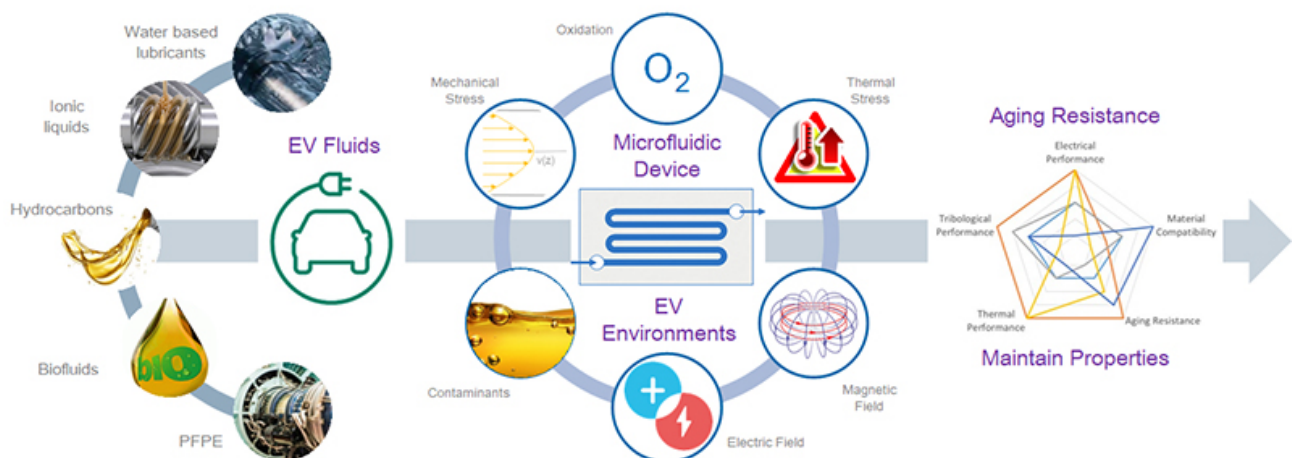 Water based
lubricants
Ionic
liquids
Hydrocarbons
Biofluids
bio
PFPE
EV Fluids
Oxidation
O2
Mechanical
Stress
v(z)
Thermal
Stress
Microfluidic
Device
EV
Environments
Contaminants
Electric Field
Magnetic
Field
Aging Resistance
Electrical
Performance
Tribological
Performance
Material
Compatibility
Thermal
Performance
Aging Resistance
Maintain Properties